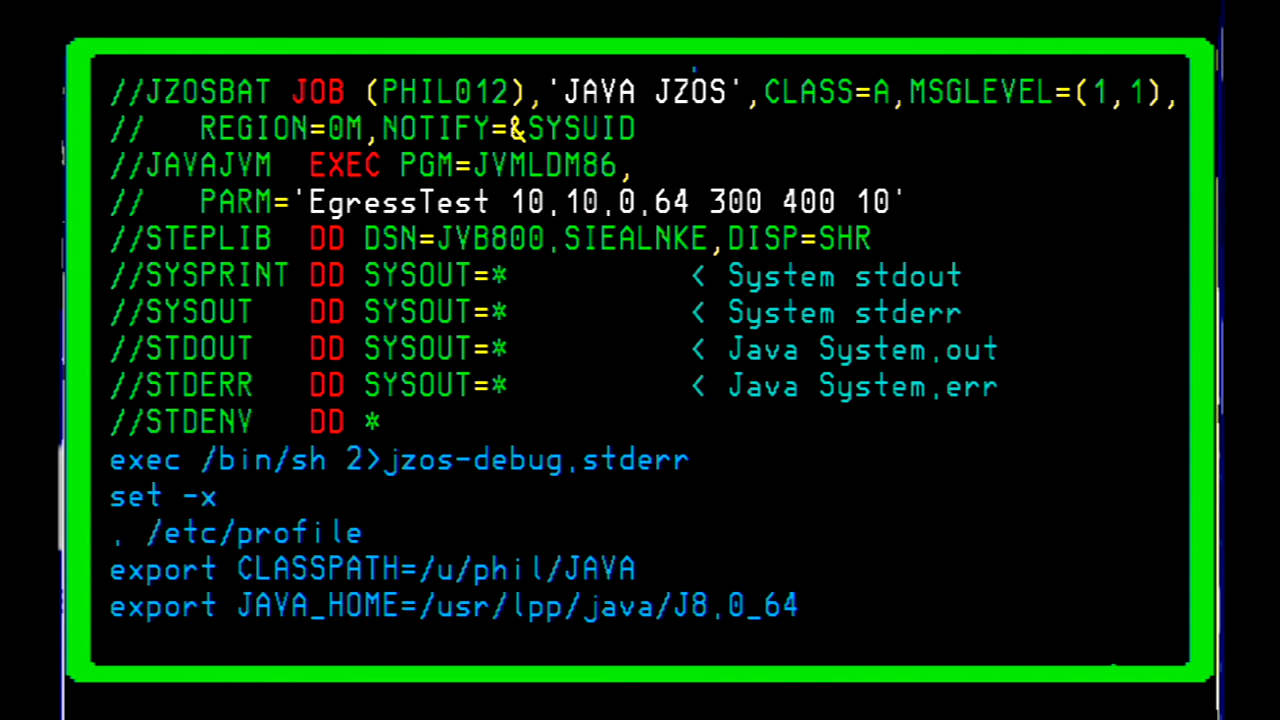 //JZOSBAT JOB (PHIL012),'JAVA JZOS',CLASS=A,MSGLEVEL=(1,1),
//   REGION=0M,NOTIFY=&SYSUID
//JAVAJVM  EXEC PGM=JVMLDM86,
//   PARM='EgressTest 10.10.0.64 300 400 10'
//STEPLIB  DD DSN=JVB800.SIEALNKE,DISP=SHR
//SYSPRINT DD SYSOUT=*          < System stdout
//SYSOUT   DD SYSOUT=*          < System stderr
//STDOUT   DD SYSOUT=*          < Java System.out
//STDERR   DD SYSOUT=*          < Java System.err
//STDENV   DD *
exec /bin/sh 2>jzos-debug.stderr
set -x
. /etc/profile
export CLASSPATH=/u/phil/JAVA
export JAVA_HOME=/usr/lpp/java/J8.0_64